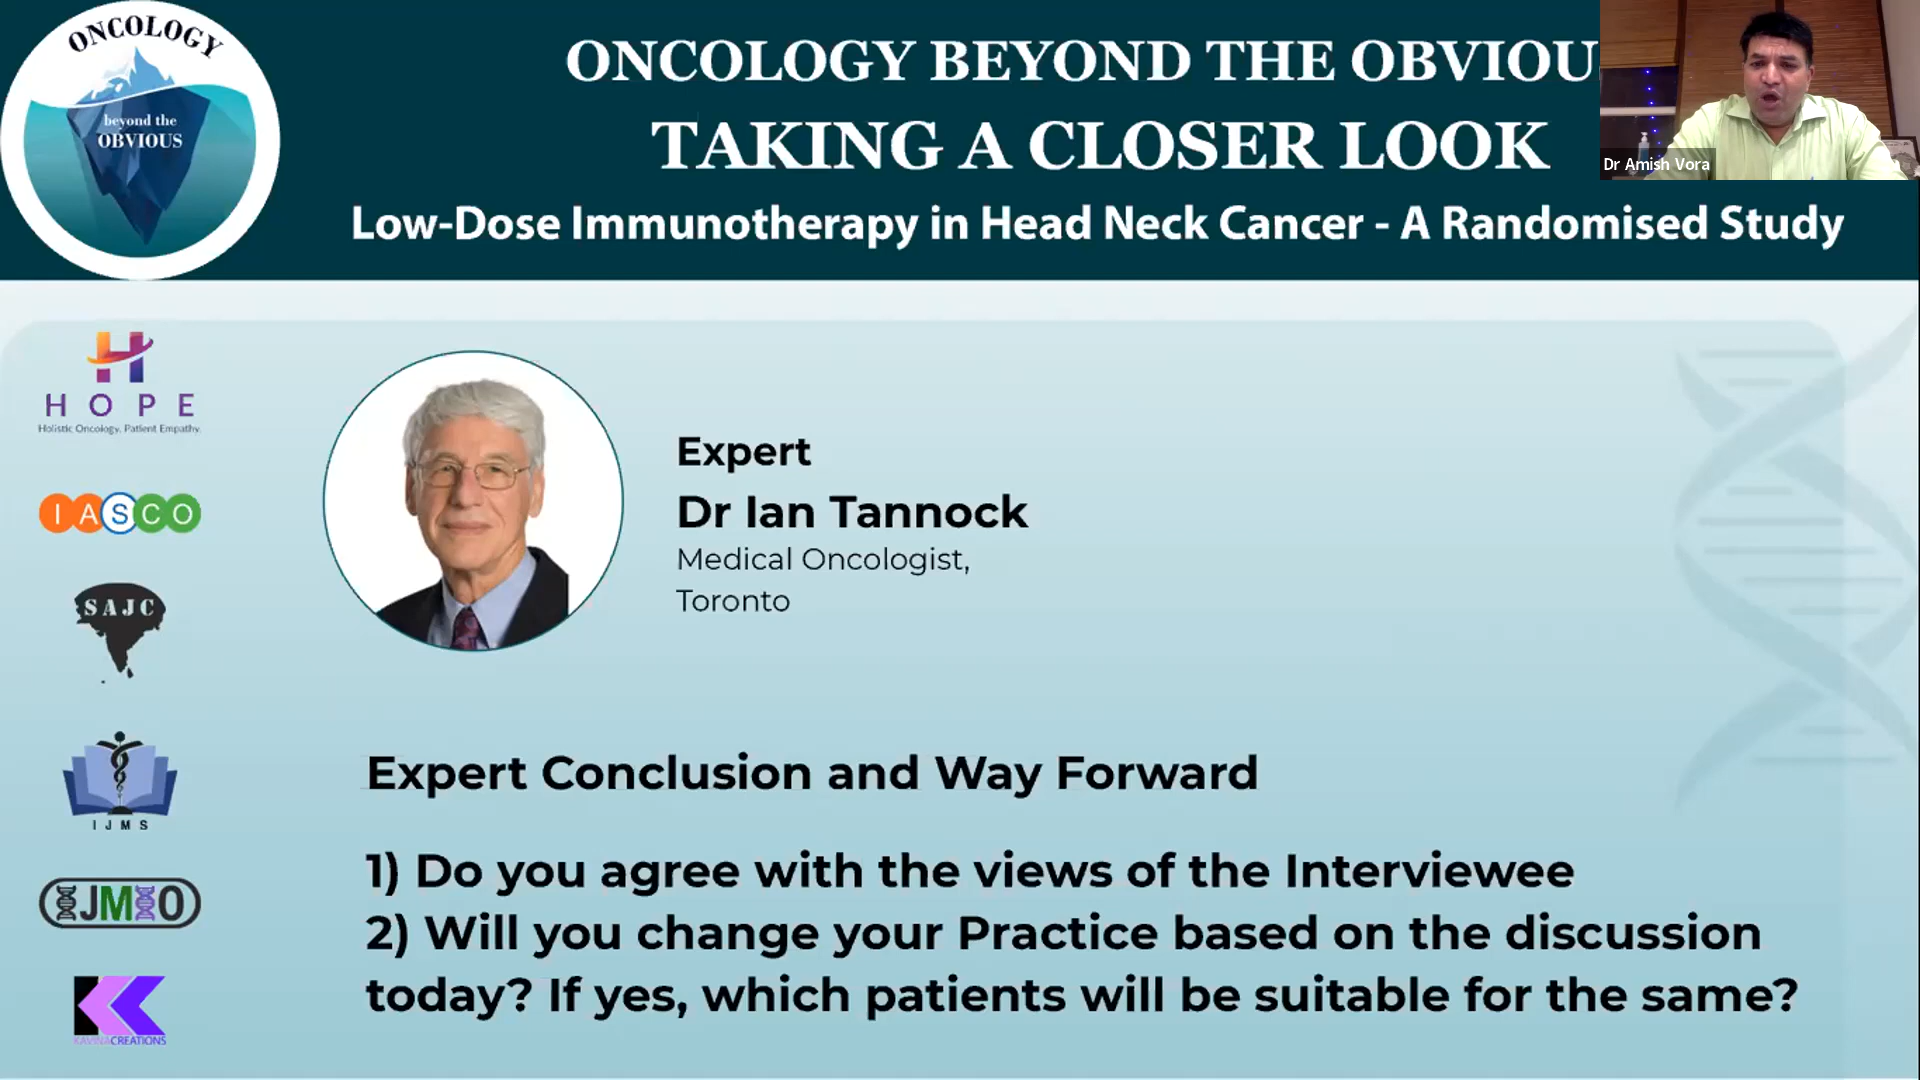 ONCOLOGY
beyond the
OBVIOUS
ONCOLOGY BEYOND THE OBVIOU
TAKING A CLOSER LOOK
Low-Dose Immunotherapy in Head Neck Cancer - A Randomised Study
Dr Amish Vora
HOPE
Holistic Oncology. Patient Empathy.
IASCO
SAJC
IJMS
IJMIO
KAVINACREATIONS
Expert
Dr Ian Tannock
Medical Oncologist,
Toronto
Expert Conclusion and Way Forward
1) Do you agree with the views of the Interviewee
2) Will you change your Practice based on the discussion
today? If yes, which patients will be suitable for the same?